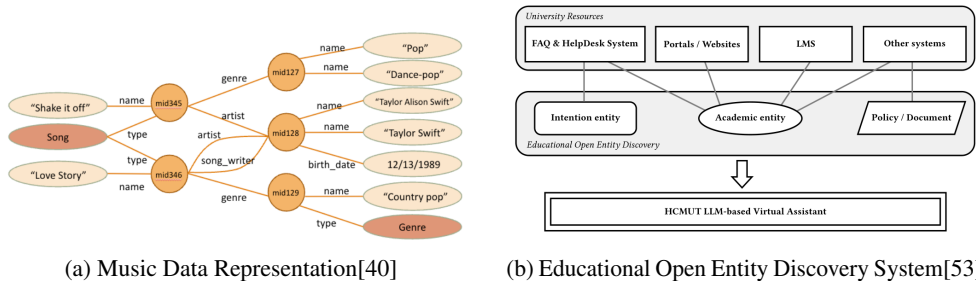 name
"Pop"
genre
mid127
name
"Dance-pop"
"Shake it off"
name
mid345
name
"Taylor Alison Swift"
artist
Song
type
artist
mid128
name
"Taylor Swift"
type
song_writer
birth_date
12/13/1989
"Love Story"
name
mid346
genre
mid129
name
"Country pop"
type
Genre
(a) Music Data Representation[40]
University Resources
FAQ & HelpDesk System
Portals / Websites
LMS
Other systems
Intention entity
Academic entity
Policy / Document
Educational Open Entity Discovery
HCMUT LLM-based Virtual Assistant
(b) Educational Open Entity Discovery System[53